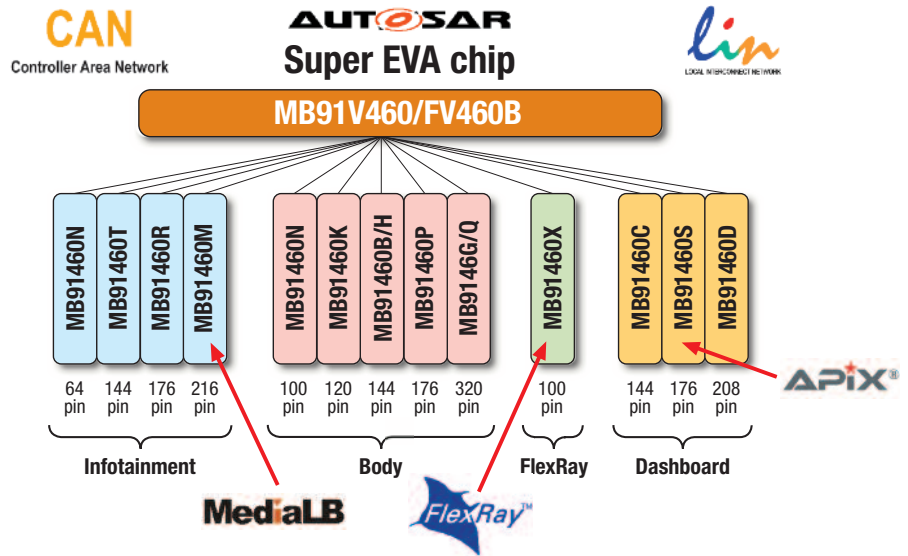 CAN
Controller Area Network
AUTOSAR
Super EVA chip
lin
LOCAL INTERCONNECT NETWORK
MB91V460/FV460B
MB91460N
MB91460T
MB91460R
MB91460M
MB91460N
MB91460K
MB91460B/H
MB91460P
MB9146G/Q
MB91460X
MB91460C
MB91460S
MB91460D
64 pin
144 pin
176 pin
216 pin
100 pin
120 pin
144 pin
176 pin
320 pin
100 pin
144 pin
176 pin
208 pin
APiX®
Infotainment
Body
FlexRay
Dashboard
MediaLB
FlexRay™